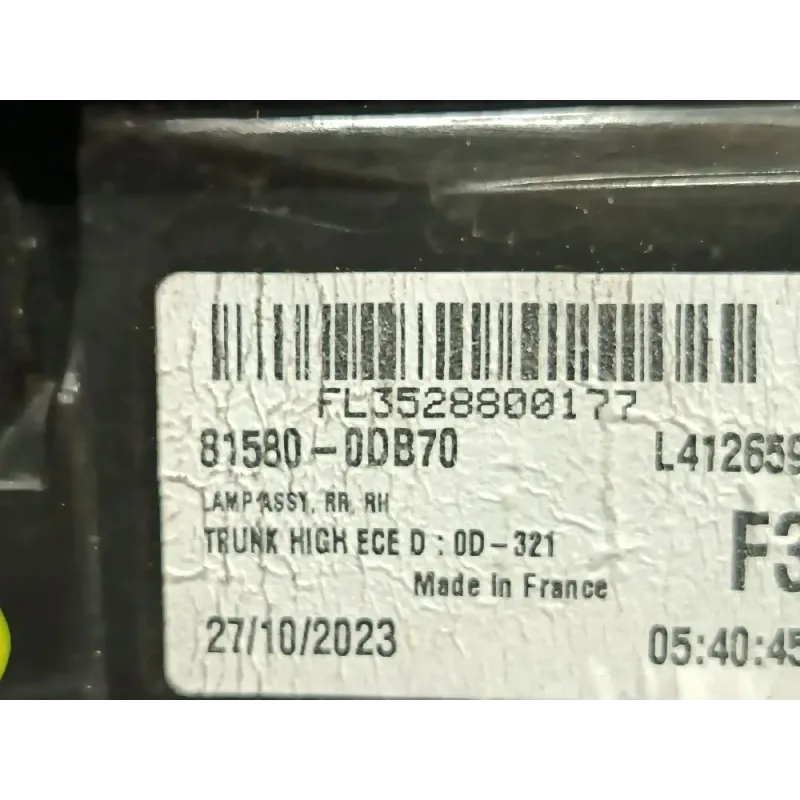 FL3528800177
81580-0DB70 L412659
LAMP ASSY, RR, RH
TRUNK HIGH ECE D : 0D-321
F3
Made In France
27/10/2023 05:40:45